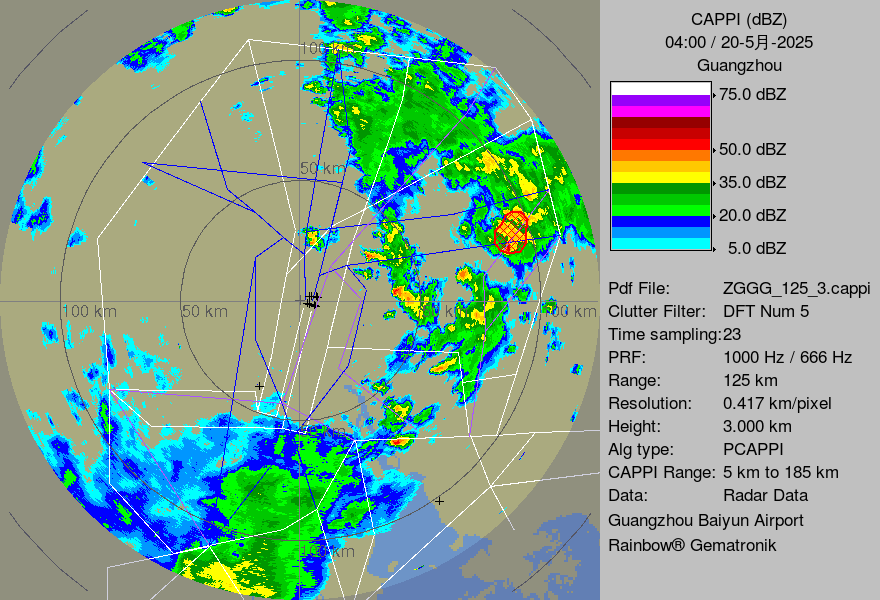 CAPPI (dBZ)
04:00 / 20-5月-2025
Guangzhou
75.0 dBZ
50.0 dBZ
35.0 dBZ
20.0 dBZ
5.0 dBZ
Pdf File: ZGGG_125_3.cappi
Clutter Filter: DFT Num 5
Time sampling:23
PRF: 1000 Hz / 666 Hz
Range: 125 km
Resolution: 0.417 km/pixel
Height: 3.000 km
Alg type: PCAPPI
CAPPI Range: 5 km to 185 km
Data: Radar Data
Guangzhou Baiyun Airport
Rainbow® Gematronik
100 km
50 km
100 km
50 km
km
100 km
100 km